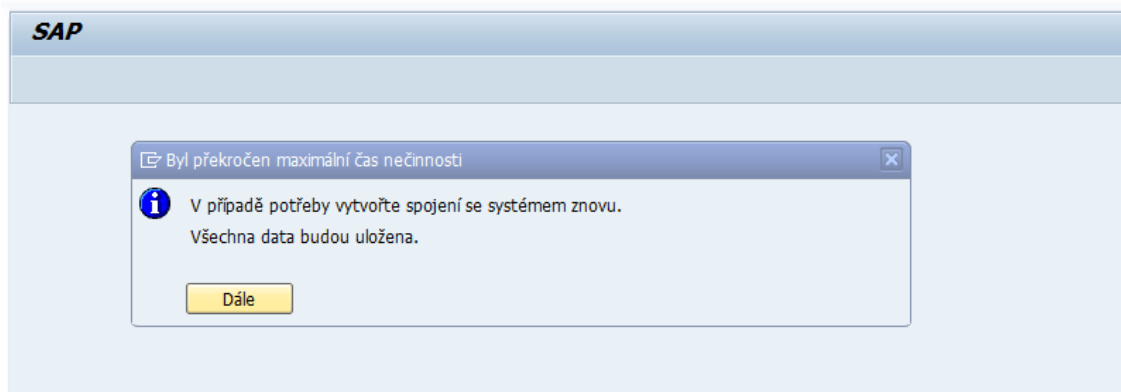 SAP
Byl překročen maximální čas nečinnosti
V případě potřeby vytvořte spojení se systémem znovu.
Všechna data budou uložena.
Dále